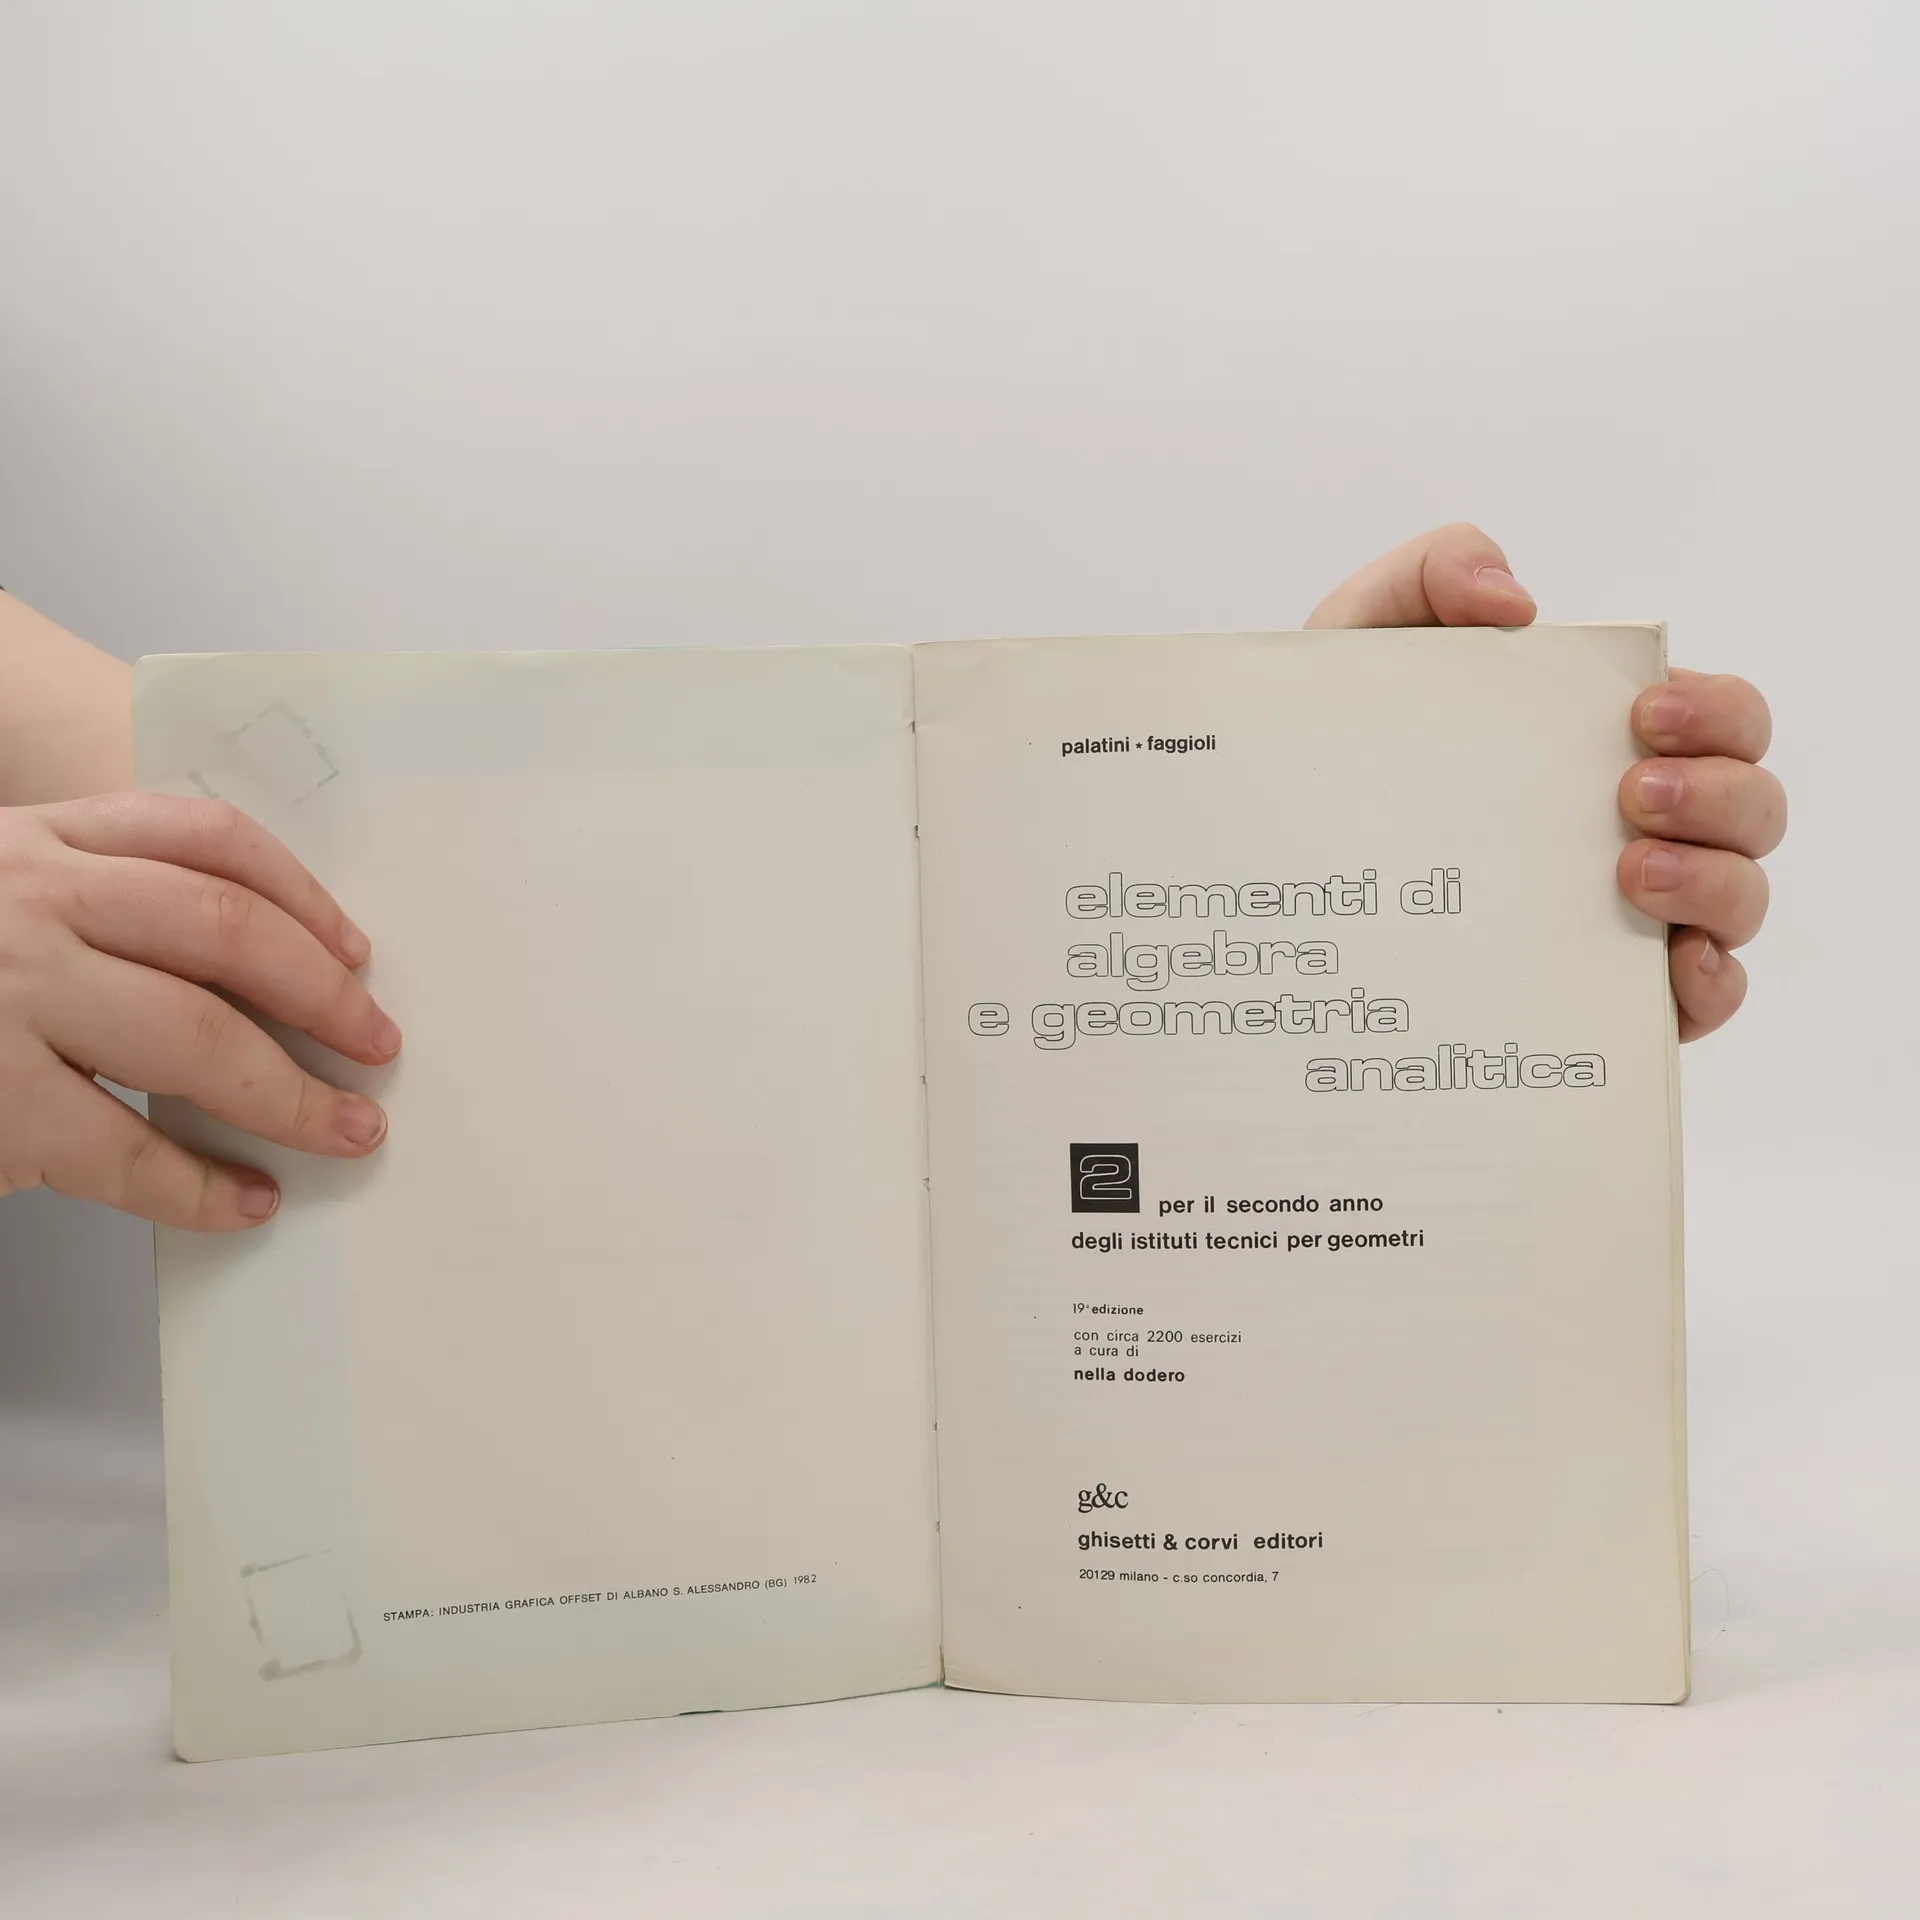 STAMPA: INDUSTRIA GRAFICA OFFSET DI ALBANO S. ALESSANDRO (BG) 1982
palatini ★ faggioli
elementi di
algebra
e geometria
analitica
2 per il secondo anno
degli istituti tecnici per geometri
19ª edizione
con circa 2200 esercizi
a cura di
nella dodero
g&c
ghisetti & corvi editori
20129 milano - c.so concordia, 7